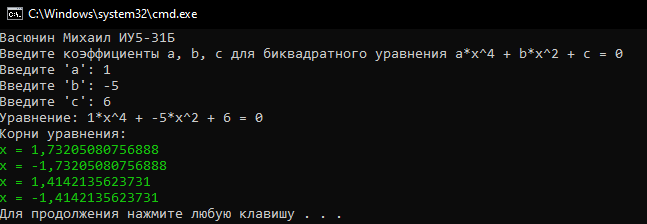 C:\Windows\system32\cmd.exe
Васюнин Михаил ИУ5-31Б
Введите коэффициенты a, b, c для биквадратного уравнения a*x^4 + b*x^2 + c = 0
Введите 'a': 1
Введите 'b': -5
Введите 'c': 6
Уравнение: 1*x^4 + -5*x^2 + 6 = 0
Корни уравнения:
x = 1,73205080756888
x = -1,73205080756888
x = 1,4142135623731
x = -1,4142135623731
Для продолжения нажмите любую клавишу . . .